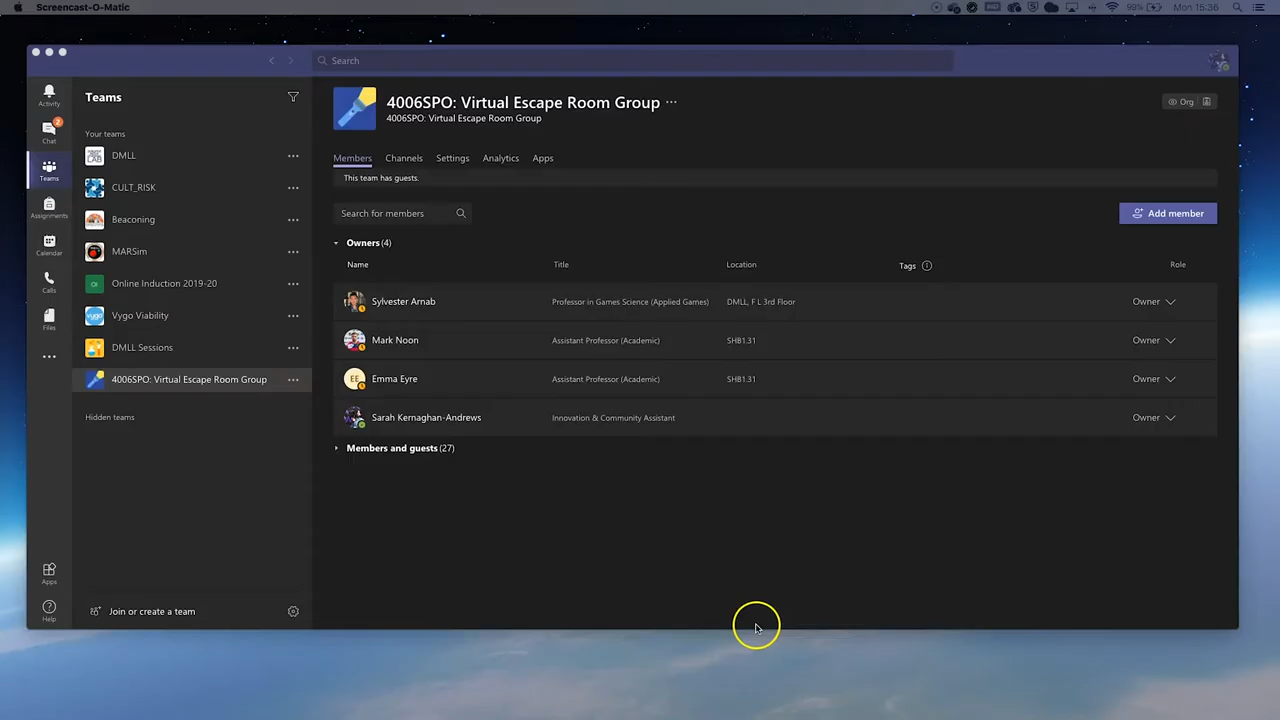 Screencast-O-Matic
99%
Mon 15:36
Search
Activity
Chat
2
Teams
Assignments
Calendar
Calls
Files
Apps
Help
Teams
Your teams
DMLL
CULT_RISK
Beaconing
MARSim
OI Online Induction 2019-20
Vygo Viability
DMLL Sessions
4006SPO: Virtual Escape Room Group
Hidden teams
Join or create a team
4006SPO: Virtual Escape Room Group
4006SPO: Virtual Escape Room Group
Org
Members Channels Settings Analytics Apps
This team has guests.
Search for members
Add member
Owners (4)
Name Title Location Tags Role
Sylvester Arnab Professor in Games Science (Applied Games) DMLL, F L 3rd Floor Owner
Mark Noon Assistant Professor (Academic) SHB1.31 Owner
EE Emma Eyre Assistant Professor (Academic) SHB1.31 Owner
Sarah Kernaghan-Andrews Innovation & Community Assistant Owner
Members and guests (27)